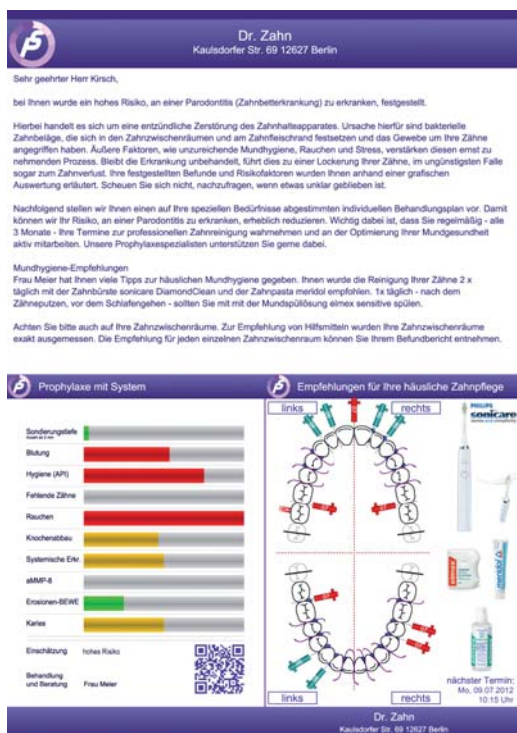 Dr. Zahn
Kaulsdorfer Str. 69 12627 Berlin
Sehr geehrter Herr Kirsch,
bei Ihnen wurde ein hohes Risiko, an einer Parodontitis (Zahnbetterkrankung) zu erkranken, festgestellt.
Hierbei handelt es sich um eine entzündliche Zerstörung des Zahnhalteapparates. Ursache hierfür sind bakterielle
Zahnbeläge, die sich in den Zahnzwischenräumen und am Zahnfleischrand festsetzen und das Gewebe um Ihre Zähne
angegriffen haben. Äußere Faktoren, wie unzureichende Mundhygiene, Rauchen und Stress, verstärken diesen ernst zu
nehmenden Prozess. Bleibt die Erkrankung unbehandelt, führt dies zu einer Lockerung Ihrer Zähne, im ungünstigsten Falle
sogar zum Zahnverlust. Ihre festgestellten Befunde und Risikofaktoren wurden Ihnen anhand einer grafischen
Auswertung erläutert. Scheuen Sie sich nicht, nachzufragen, wenn etwas unklar geblieben ist.
Nachfolgend stellen wir Ihnen einen auf Ihre speziellen Bedürfnisse abgestimmten individuellen Behandlungsplan vor. Damit
können wir Ihr Risiko, an einer Parodontitis zu erkranken, erheblich reduzieren. Wichtig dabei ist, dass Sie regelmäßig - alle
3 Monate - Ihre Termine zur professionellen Zahnreinigung wahrnehmen und an der Optimierung Ihrer Mundgesundheit
aktiv mitarbeiten. Unsere Prophylaxespezialisten unterstützen Sie gerne dabei.
Mundhygiene-Empfehlungen
Frau Meier hat Ihnen viele Tipps zur häuslichen Mundhygiene gegeben. Ihnen wurde die Reinigung Ihrer Zähne 2 x
täglich mit der Zahnbürste sonicare DiamondClean und der Zahnpasta meridol empfohlen. 1x täglich - nach dem
Zähneputzen, vor dem Schlafengehen - sollten Sie mit mit der Mundspüllösung elmex sensitive spülen.
Achten Sie bitte auch auf Ihre Zahnzwischenräume. Zur Empfehlung von Hilfsmitteln wurden Ihre Zahnzwischenräume
exakt ausgemessen. Die Empfehlung für jeden einzelnen Zahnzwischenraum können Sie Ihrem Befundbericht entnehmen.
Prophylaxe mit System
Sondierungstiefe
Blutung
Hygiene (API)
Fehlende Zähne
Rauchen
Knochenabbau
Systemische Erkr.
aMMP-8
Erosionen-BEWE
Karies
Einschätzung hohes Risiko
Behandlung
und Beratung Frau Meier
Empfehlungen für Ihre häusliche Zahnpflege
links rechts
PHILIPS
sonicare
elmex
meridol
links rechts
nächster Termin:
Mo, 09.07.2012
10:15 Uhr
Dr. Zahn
Kaulsdorfer Str. 69 12627 Berlin